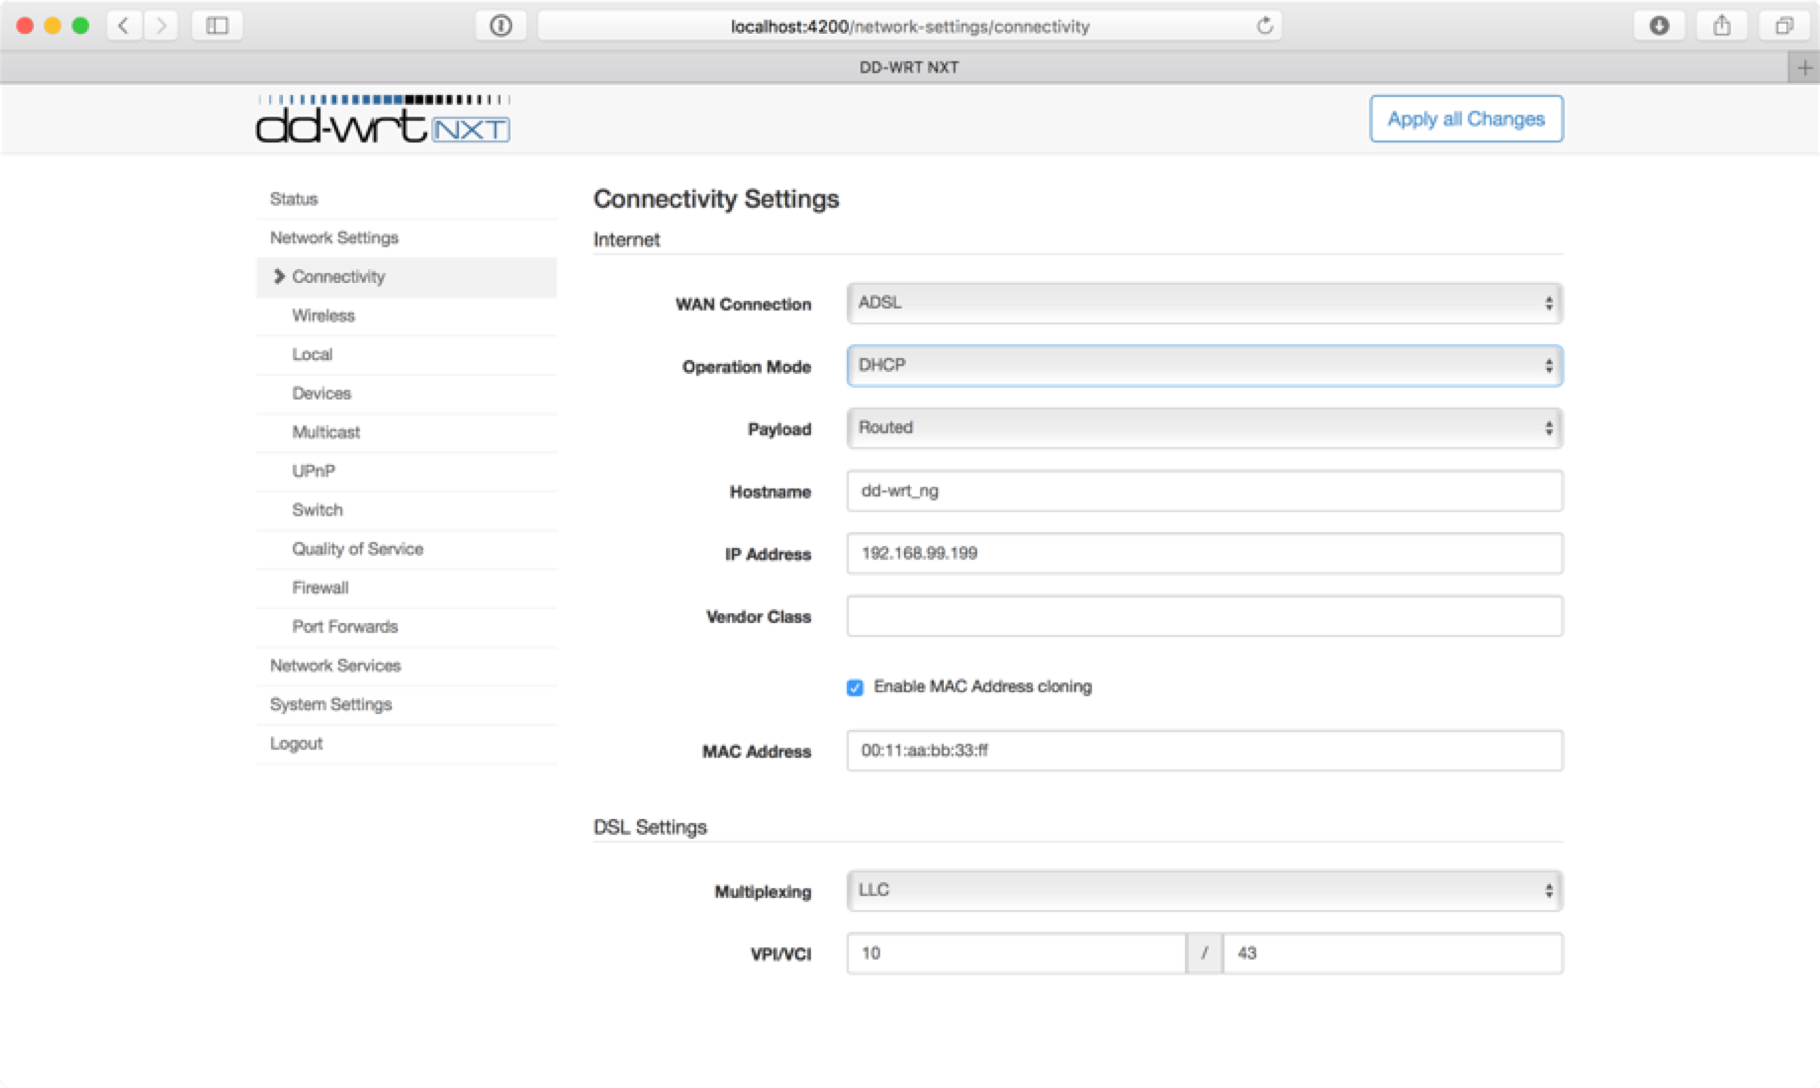 localhost:4200/network-settings/connectivity
DD-WRT NXT
dd-wrt NXT
Apply all Changes
Status
Network Settings
Connectivity
Wireless
Local
Devices
Multicast
UPnP
Switch
Quality of Service
Firewall
Port Forwards
Network Services
System Settings
Logout
Connectivity Settings
Internet
WAN Connection ADSL
Operation Mode DHCP
Payload Routed
Hostname dd-wrt_ng
IP Address 192.168.99.199
Vendor Class
Enable MAC Address cloning
MAC Address 00:11:aa:bb:33:ff
DSL Settings
Multiplexing LLC
VPI/VCI 10 / 43